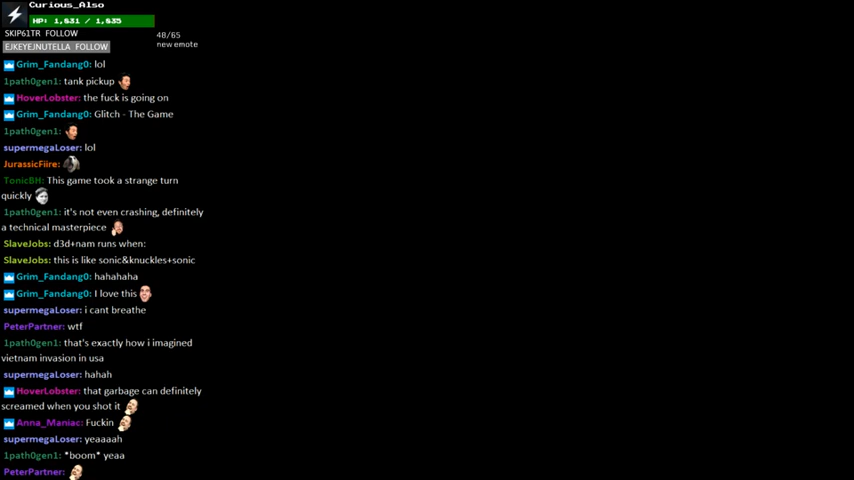 Curious_Also
HP: 1,831 / 1,835
SKIP61TR FOLLOW
EJKEYEJNUTELLA FOLLOW
48/65
new emote
Grim_Fandang0: lol
1path0gen1: tank pickup
HoverLobster: the fuck is going on
Grim_Fandang0: Glitch - The Game
1path0gen1:
supermegaLoser: lol
JurassicFiire:
TonicBH: This game took a strange turn
quickly
1path0gen1: it's not even crashing, definitely
a technical masterpiece
SlaveJobs: d3d+nam runs when:
SlaveJobs: this is like sonic&knuckles+sonic
Grim_Fandang0: hahahaha
Grim_Fandang0: I love this
supermegaLoser: i cant breathe
PeterPartner: wtf
1path0gen1: that's exactly how i imagined
vietnam invasion in usa
supermegaLoser: hahah
HoverLobster: that garbage can definitely
screamed when you shot it
Anna_Maniac: Fuckin
supermegaLoser: yeaaaah
1path0gen1: *boom* yeaa
PeterPartner: